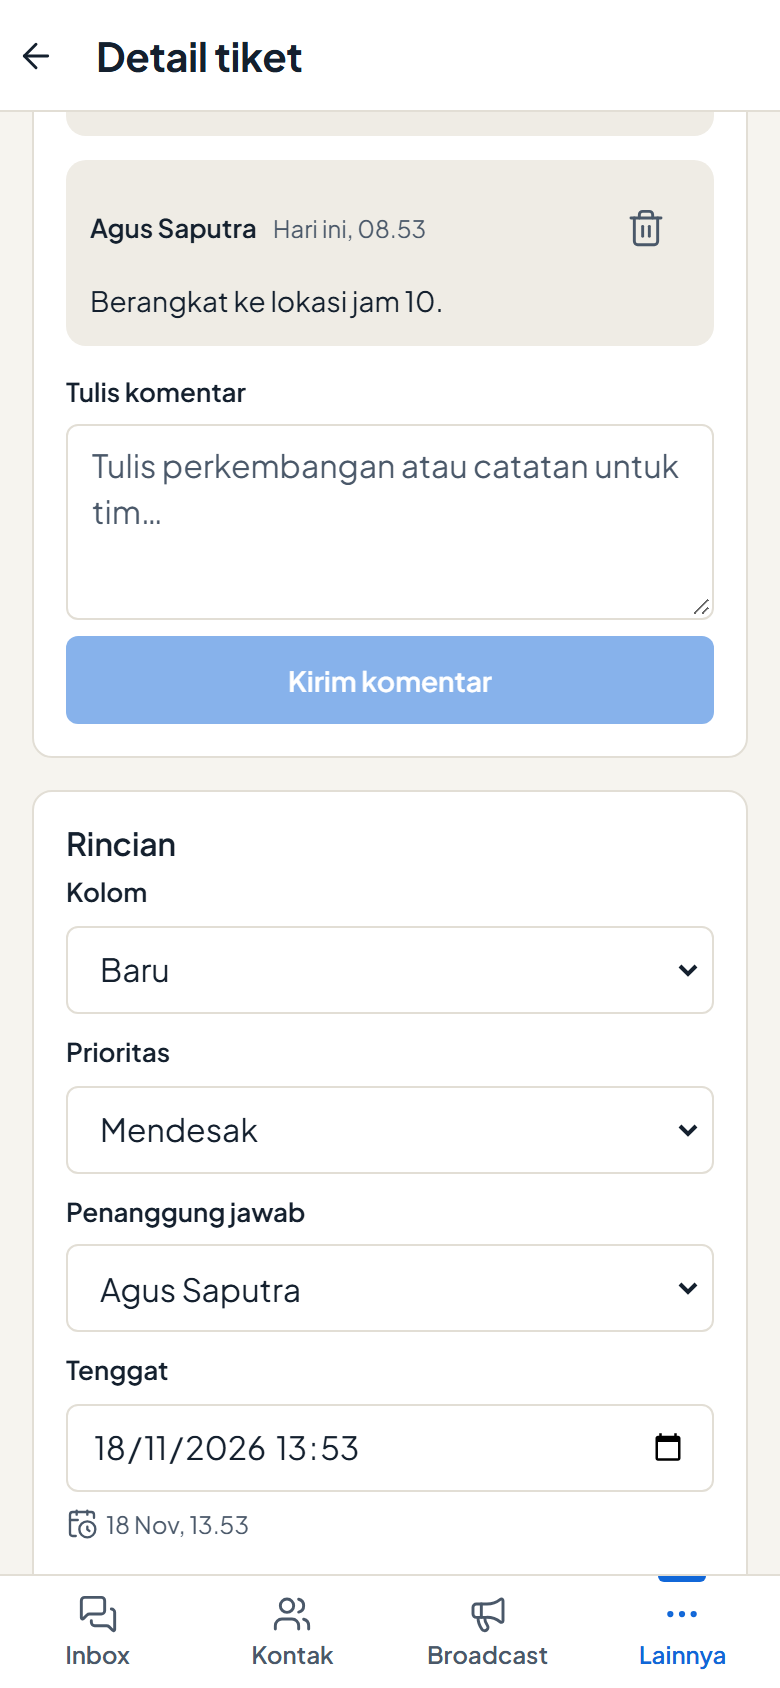 Detail tiket
Agus Saputra Hari ini, 08.53
Berangkat ke lokasi jam 10.
Tulis komentar
Tulis perkembangan atau catatan untuk
tim...
Kirim komentar
Rincian
Kolom
Baru
Prioritas
Mendesak
Penanggung jawab
Agus Saputra
Tenggat
18/11/2026 13:53
18 Nov, 13.53
Inbox Kontak Broadcast Lainnya